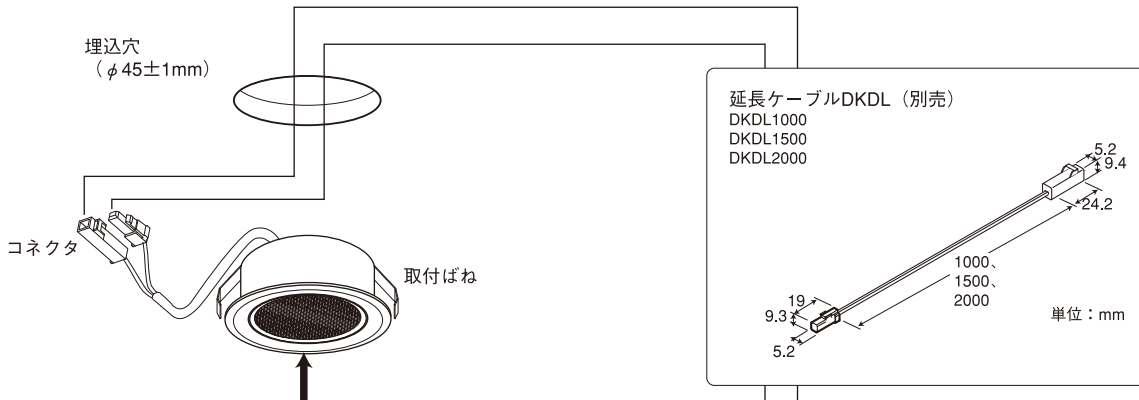 埋込穴
（φ45±1mm）
コネクタ
取付ばね
延長ケーブルDKDL（別売）
DKDL1000
DKDL1500
DKDL2000
5.2
9.4
24.2
1000、
1500、
2000
19
9.3
5.2
単位：mm